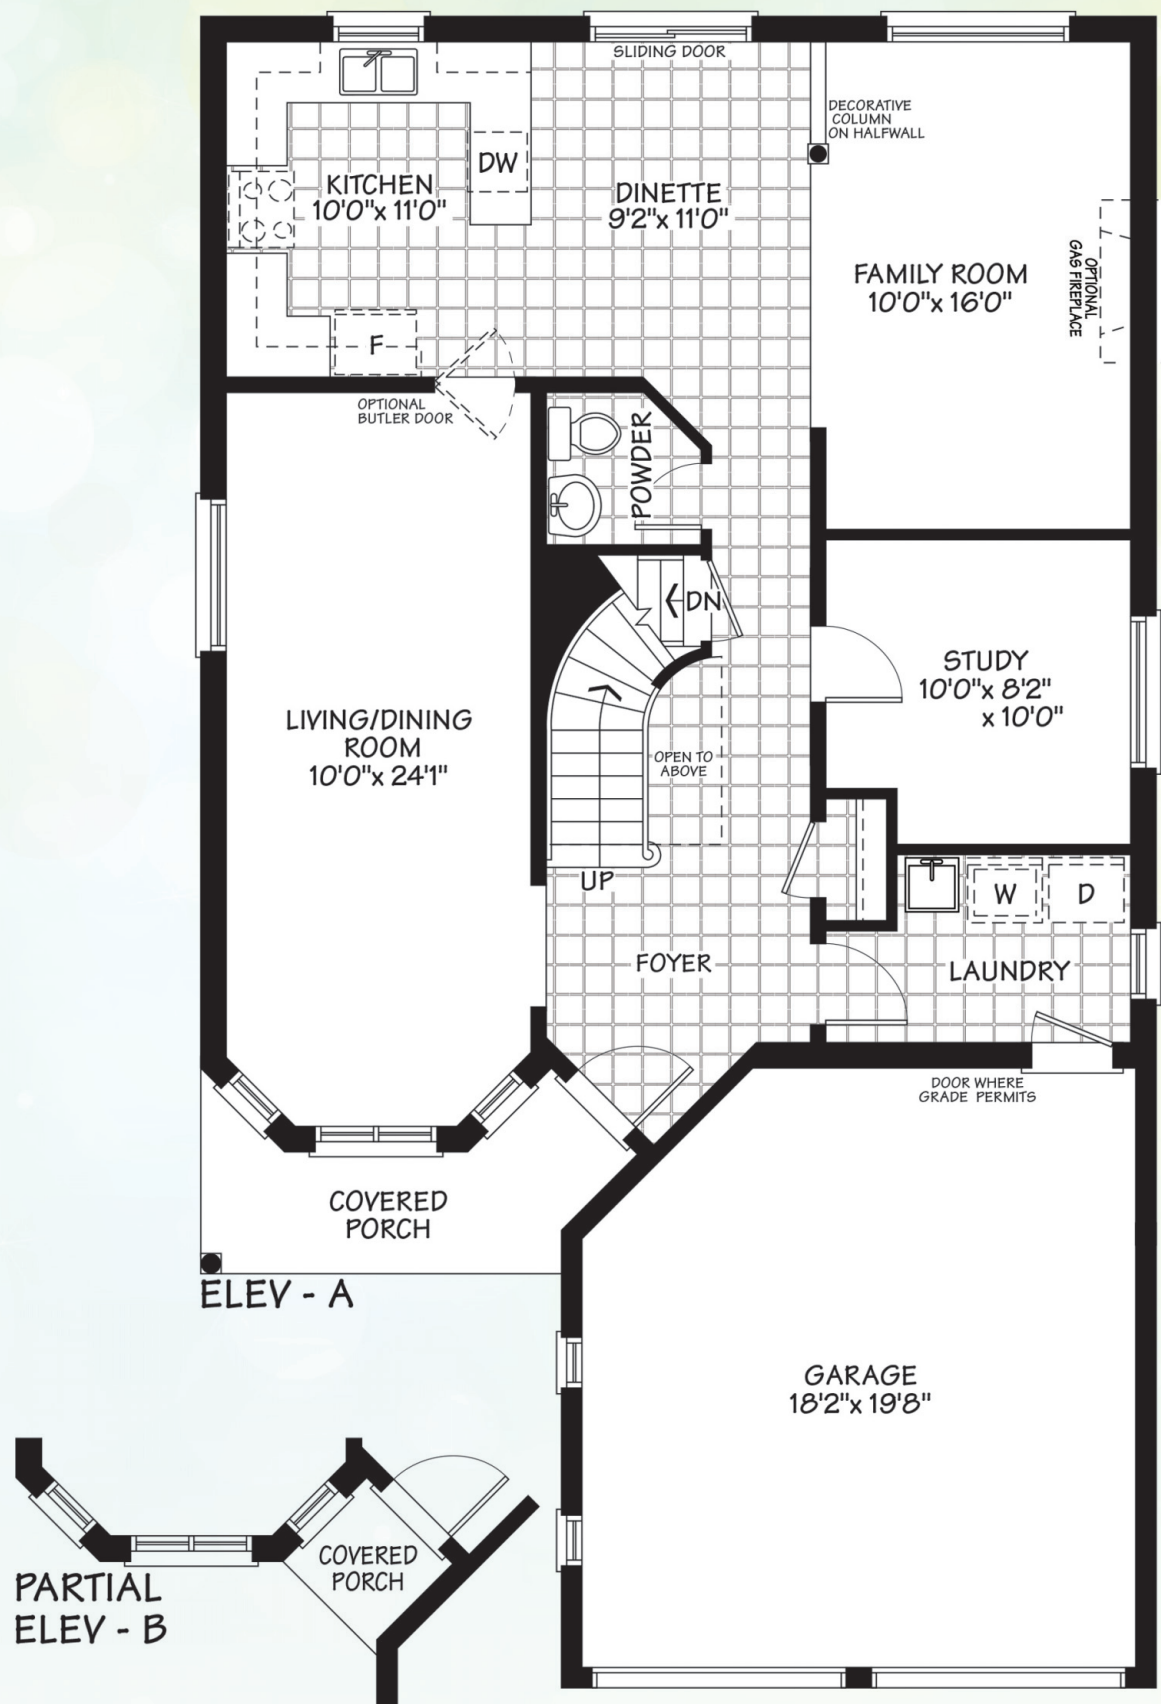 SLIDING DOOR
DECORATIVE
COLUMN
ON HALFWALL
DW
KITCHEN
10'0"x 11'0"
DINETTE
9'2"x 11'0"
FAMILY ROOM
10'0"x 16'0"
OPTIONAL
GAS FIREPLACE
F
OPTIONAL
BUTLER DOOR
POWDER
DN
STUDY
10'0"x 8'2"
x 10'0"
LIVING/DINING
ROOM
10'0"x 24'1"
OPEN TO
ABOVE
UP
W
D
FOYER
LAUNDRY
DOOR WHERE
GRADE PERMITS
COVERED
PORCH
ELEV - A
GARAGE
18'2"x 19'8"
COVERED
PORCH
PARTIAL
ELEV - B